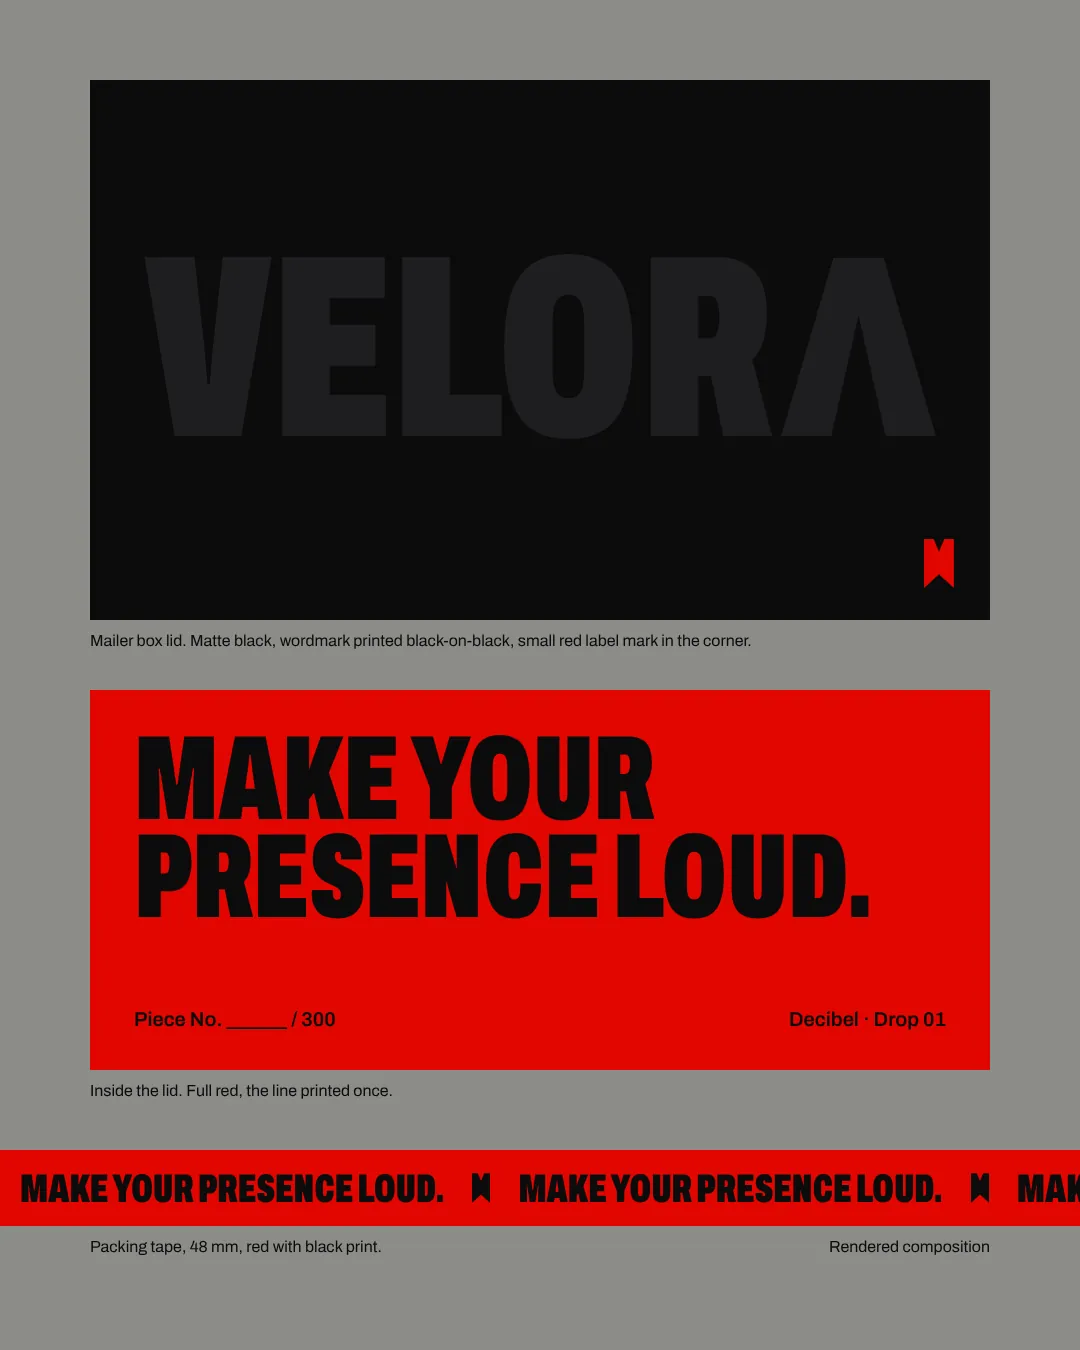 VELORA
Mailer box lid. Matte black, wordmark printed black-on-black, small red label mark in the corner.
MAKE YOUR
PRESENCE LOUD.
Piece No. ______ / 300
Decibel · Drop 01
Inside the lid. Full red, the line printed once.
MAKE YOUR PRESENCE LOUD. MAKE YOUR PRESENCE LOUD. MAK
Packing tape, 48 mm, red with black print.
Rendered composition